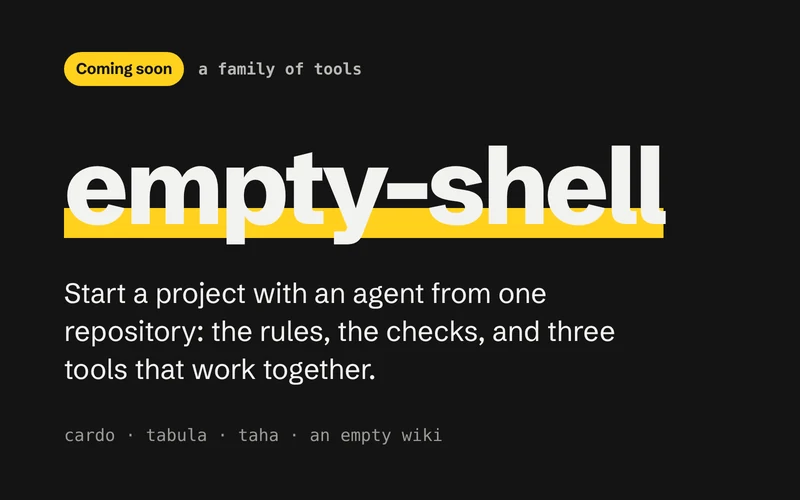 Coming soon a family of tools
empty-shell
Start a project with an agent from one
repository: the rules, the checks, and three
tools that work together.
cardo · tabula · taha · an empty wiki